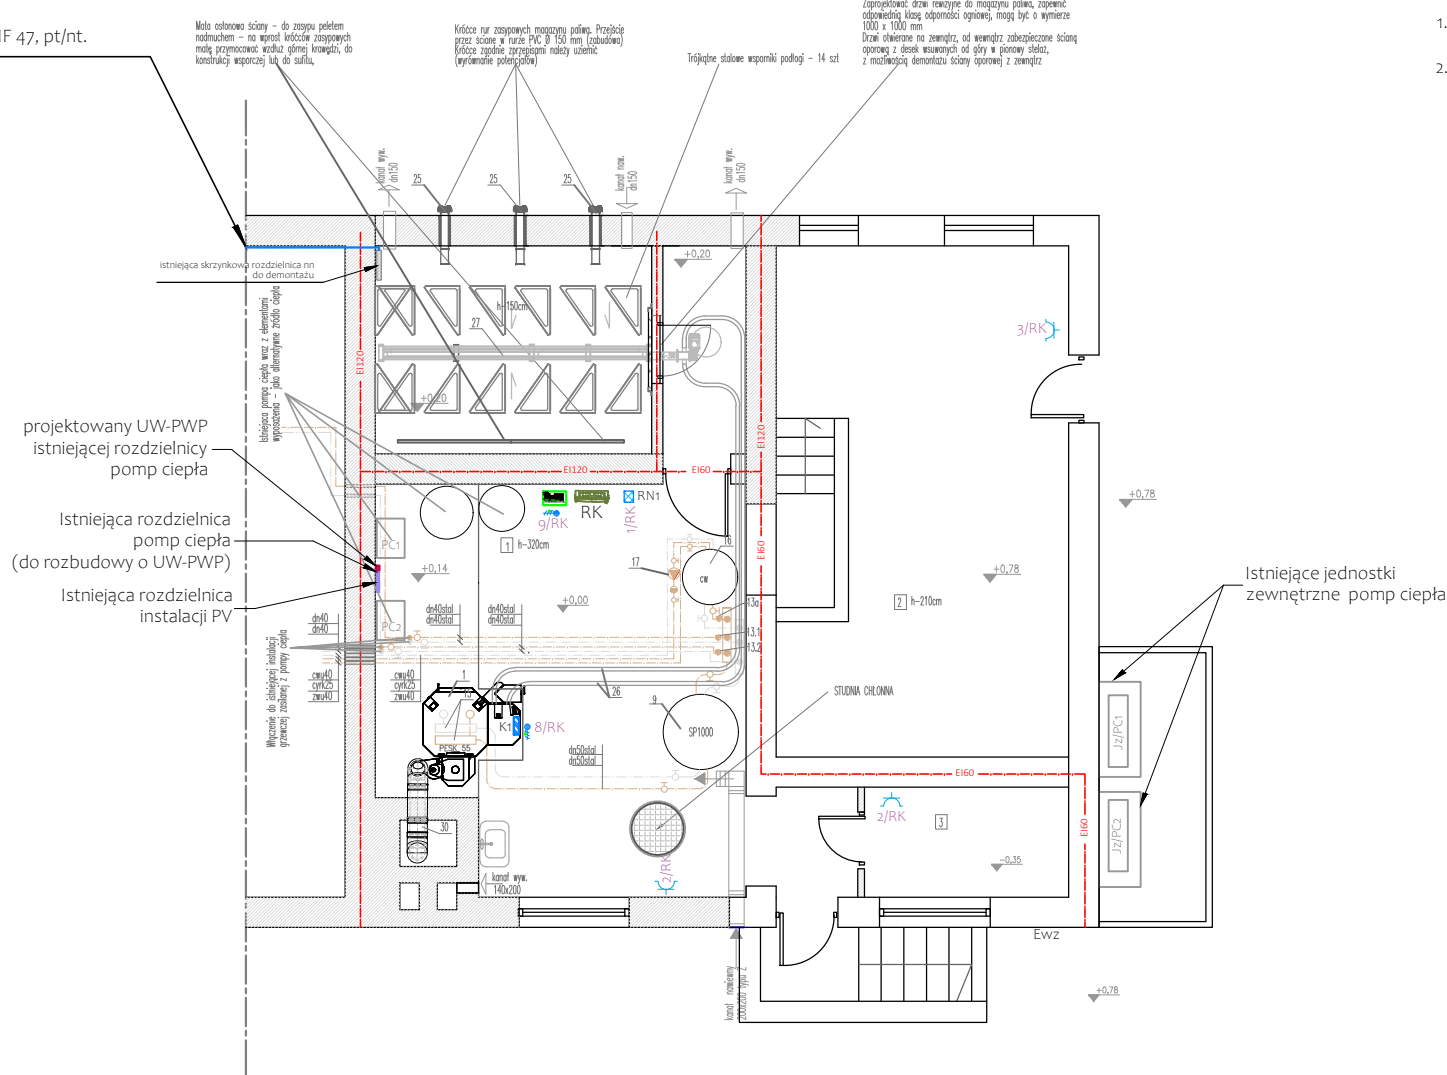 IF 47, pt/nt.
Mata osłonowa ściany – do zasypu peletem
nadmuchem – na wprost króćców zasypowych
matę przymocować wzdłuż górnej krawędzi, do
konstrukcji wsporczej lub do sufitu,
Króćce rur zasypowych magazynu paliwa. Przejście
przez ściane w rurze PVC Ø 150 mm (zabudowa)
Króćce zgodnie zprzepisami należy uziemić
(wyrównanie potencjałów)
Trójkątne stalowe wsporniki podłogi – 14 szt
Zaprojektować drzwi rewizyjne do magazynu paliwa, zapewnić
odpowiednią klasę odporności ogniowej, mogą być o wymierze
1000 x 1000 mm
Drzwi otwierane na zewnątrz, od wewnątrz zabezpieczone ścianą
oporową z desek wsuwanych od góry w pionowy stelaż,
z możliwością demontażu ściany oporowej z zewnątrz
1.
2.
kanał wyw.
dn150
25
25
25
kanał naw.
dn150
kanał wyw.
dn150
istniejąca skrzynkowa rozdzielnica nn
do demontażu
+0,20
h-150cm
27
+0,20
EI120
EI120
EI120
EI60
3/RK
Istniejąca pompa ciepła wraz z elementami
wyposażenia – jako alternatywne źródło ciepła
projektowany UW-PWP
istniejącej rozdzielnicy
pomp ciepła
Istniejąca rozdzielnica
pomp ciepła
(do rozbudowy o UW-PWP)
Istniejąca rozdzielnica
instalacji PV
9/RK
RK
RN1
1/RK
PC1
1
h-320cm
17
16
cw
EI60
+0,14
+0,00
+0,78
+0,78
2
h-210cm
Istniejące jednostki
zewnętrzne pomp ciepła
PC2
dn40
dn40
dn40stal
dn40stal
dn40stal
dn40stal
13a
13.1
13.2
Włączenie do istniejącej instalacji
grzewczej zasilanej z pompy ciepła
cwu40
cyrk25
zwu40
cwu40
cyrk25
zwu40
1
15
26
9
K1
8/RK
PESK 55
SP1000
dn50stal
dn50stal
STUDNIA CHŁONNA
Jz/PC1
Jz/PC2
EI60
EI60
30
2/RK
2/RK
3
-0,35
kanał wyw.
140x200
kanał nawiewny
200x200 typu Z
Ewz
+0,78